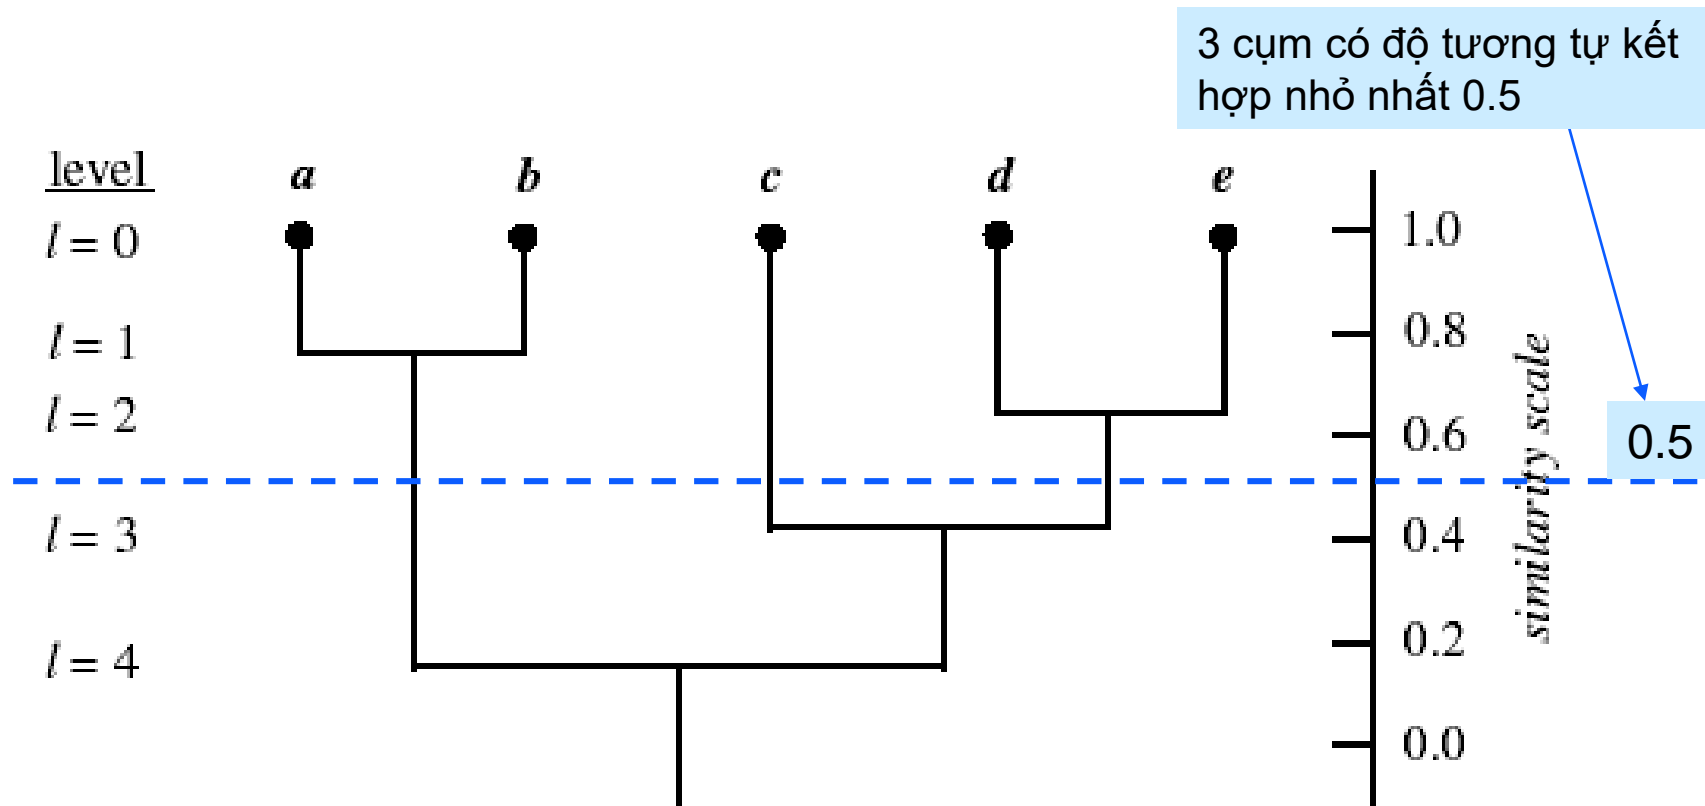 3 cụm có độ tương tự kết
hợp nhỏ nhất 0.5
level a b c d e
l = 0 1.0
l = 1 0.8
l = 2 0.6
0.5
l = 3 0.4
l = 4 0.2
0.0
similarity scale